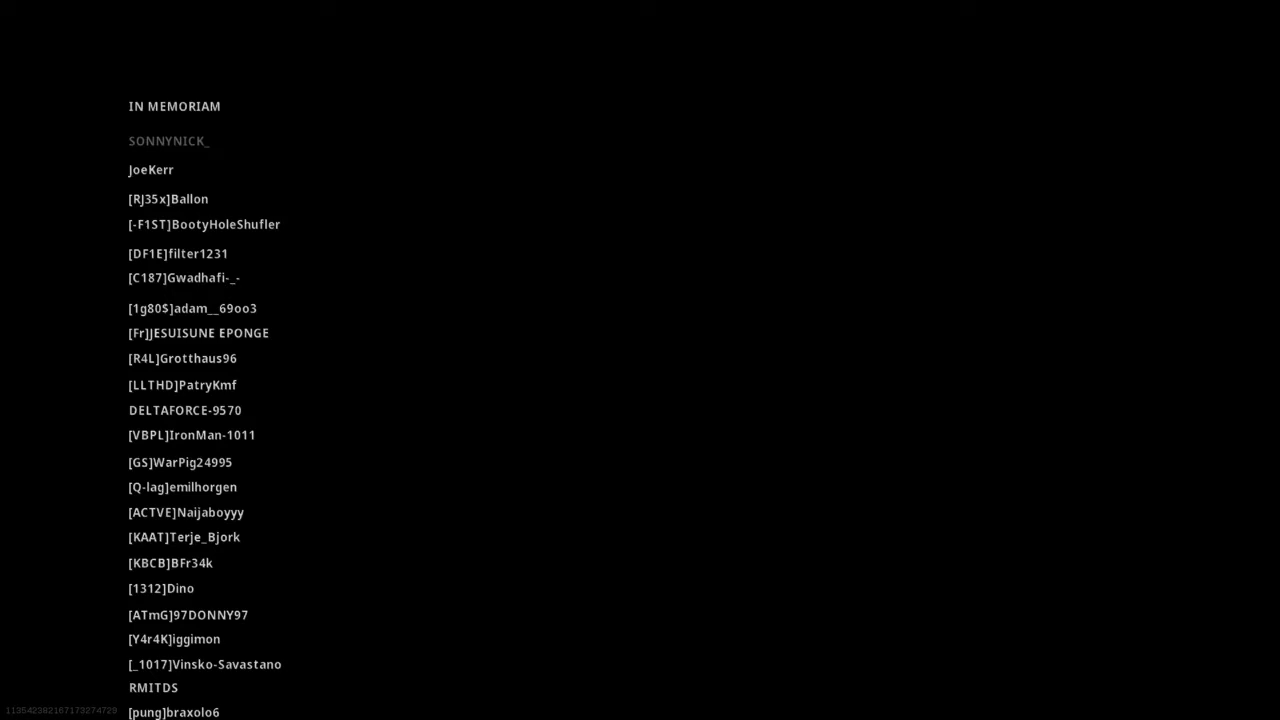 IN MEMORIAM
SONNYNICK_
JoeKerr
[RJ35x]Ballon
[-F1ST]BootyHoleShufler
[DF1E]filter1231
[C187]Gwadhafi-_-
[1g80$]adam__69oo3
[Fr]JESUISUNE EPONGE
[R4L]Grotthaus96
[LLTHD]PatryKmf
DELTAFORCE-9570
[VBPL]IronMan-1011
[GS]WarPig24995
[Q-lag]emilhorgen
[ACTVE]Naijaboyyy
[KAAT]Terje_Bjork
[KBCB]BFr34k
[1312]Dino
[ATmG]97DONNY97
[Y4r4K]iggimon
[_1017]Vinsko-Savastano
RMITDS
[pung]braxolo6